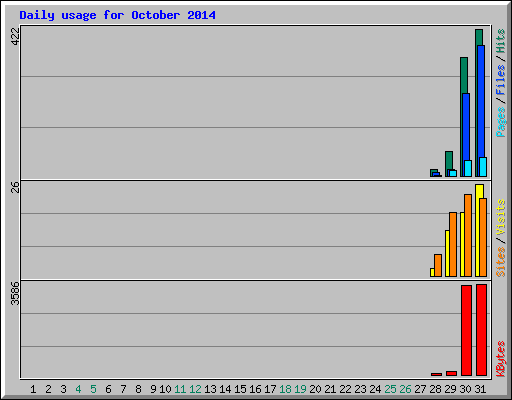 Daily usage for October 2014
422
Pages / Files / Hits
26
Sites / Visits
3586
KBytes
1 2 3 4 5 6 7 8 9 10 11 12 13 14 15 16 17 18 19 20 21 22 23 24 25 26 27 28 29 30 31